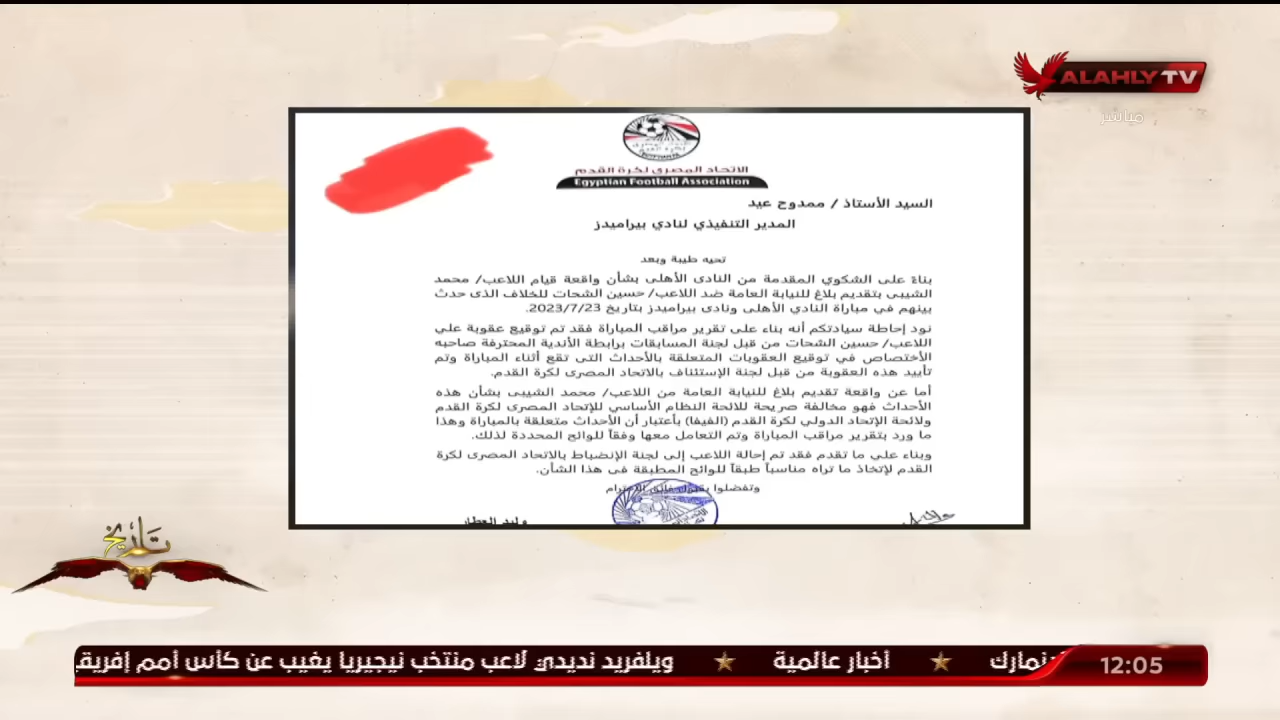 ALAHLY TV
مباشر
الاتحاد المصرى لكرة القدم
Egyptian Football Association
السيد الأستاذ / ممدوح عيد
المدير التنفيذي لنادي بيراميدز
تحيه طيبة وبعد
بناءً على الشكوي المقدمة من النادى الأهلى بشأن واقعة قيام اللاعب/ محمد
الشيبى بتقديم بلاغ للنيابة العامة ضد اللاعب/ حسين الشحات للخلاف الذى حدث
بينهم في مباراة النادي الأهلى ونادى بيراميدز بتاريخ 2023/7/23.
نود إحاطة سيادتكم أنه بناء على تقرير مراقب المباراة فقد تم توقيع عقوبة علي
اللاعب/ حسين الشحات من قبل لجنة المسابقات برابطة الأندية المحترفة صاحبه
الأختصاص في توقيع العقوبات المتعلقة بالأحداث التى تقع أثناء المباراة وتم
تأييد هذه العقوبة من قبل لجنة الإستئناف بالاتحاد المصرى لكرة القدم.
أما عن واقعة تقديم بلاغ للنيابة العامة من اللاعب/ محمد الشيبى بشأن هذه
الأحداث فهو مخالفة صريحة للائحة النظام الأساسي للإتحاد المصرى لكرة القدم
ولائحة الإتحاد الدولي لكرة القدم (الفيفا) بأعتبار أن الأحداث متعلقة بالمباراة وهذا
ما ورد بتقرير مراقب المباراة وتم التعامل معها وفقاً للوائح المحددة لذلك.
وبناء علي ما تقدم فقد تم إحالة اللاعب إلى لجنة الإنضباط بالاتحاد المصرى لكرة
القدم لإتخاذ ما تراه مناسباً طبقاً للوائح المطبقة فى هذا الشأن.
وتفضلوا بقبول فائق الاحترام
وليد العطار
تأريخ
نمارك ★ أخبار عالمية ★ ويلفريد نديدي لاعب منتخب نيجيريا يغيب عن كأس أمم إفريق
12:05